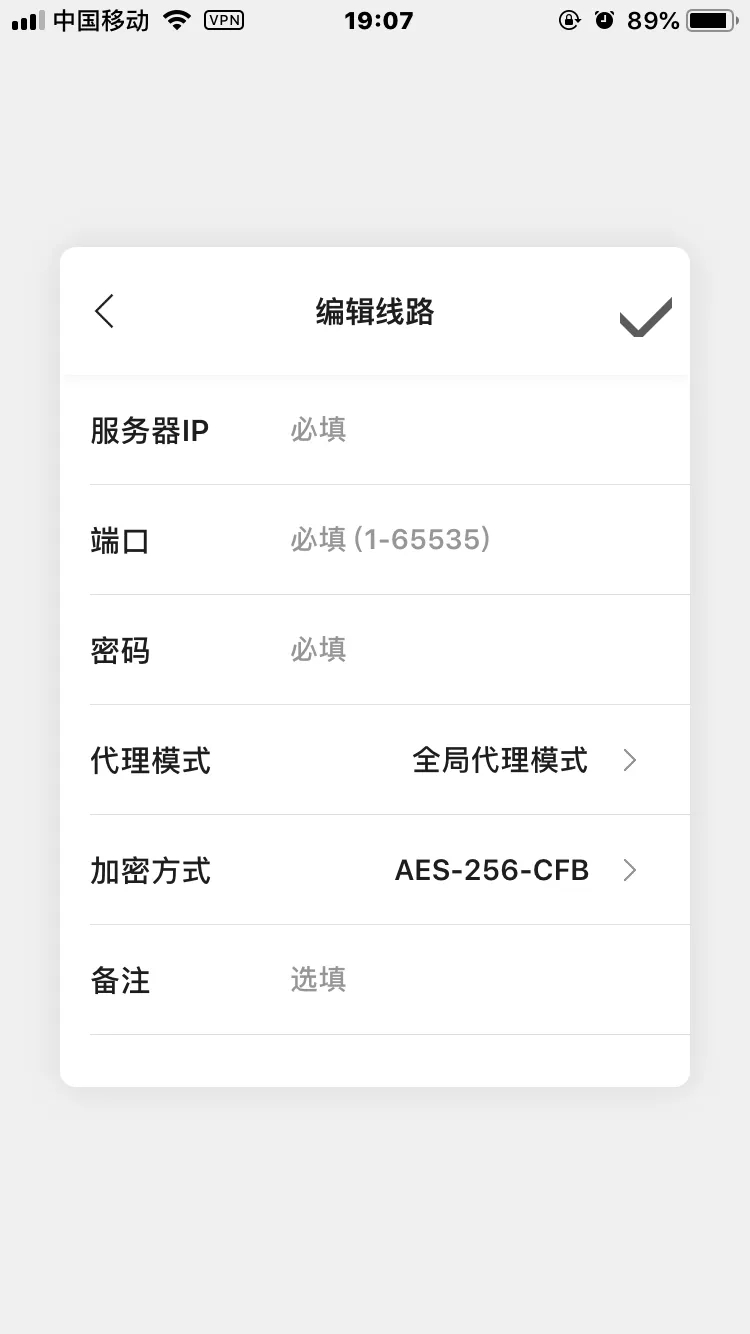 中国移动 VPN 19:07 89%
编辑线路
服务器IP 必填
端口 必填 (1-65535)
密码 必填
代理模式 全局代理模式
加密方式 AES-256-CFB
备注 选填